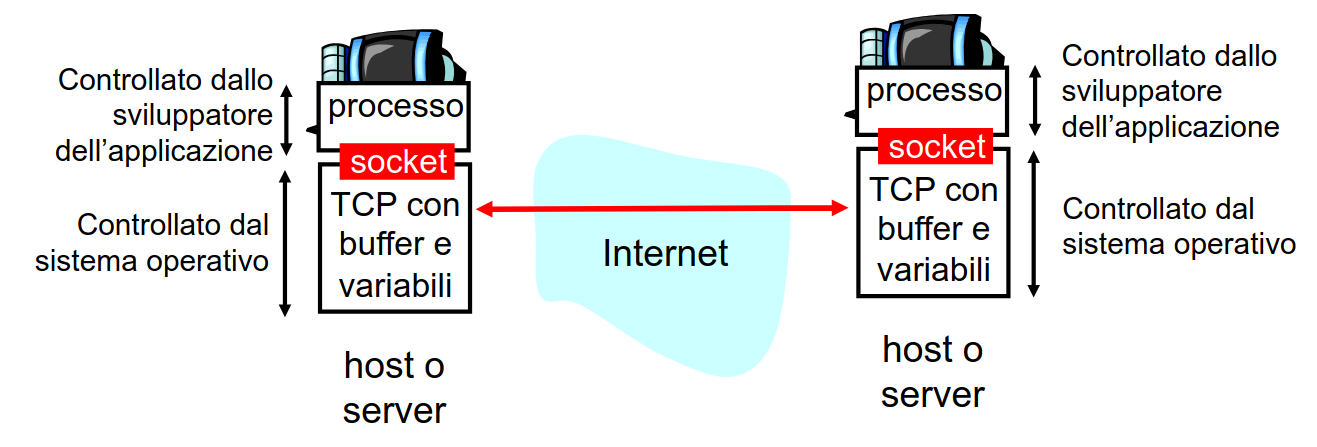 Controllato dallo
sviluppatore
dell’applicazione
processo
socket
TCP con
buffer e
variabili
Controllato dal
sistema operativo
host o
server
Internet
processo
socket
TCP con
buffer e
variabili
host o
server
Controllato dallo
sviluppatore
dell’applicazione
Controllato dal
sistema operativo